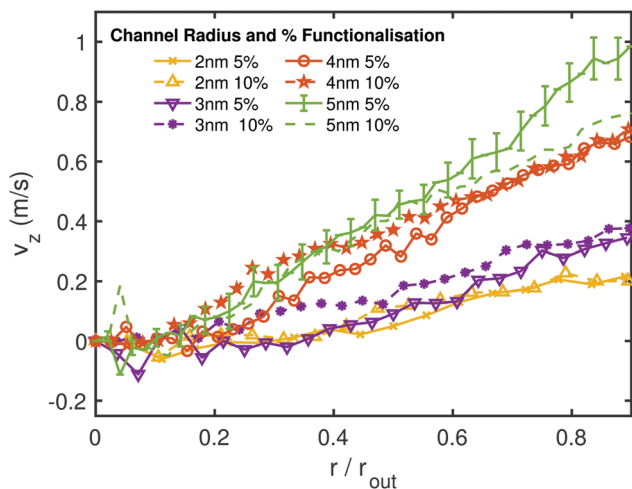 Channel Radius and % Functionalisation
2nm 5%
2nm 10%
3nm 5%
3nm 10%
4nm 5%
4nm 10%
5nm 5%
5nm 10%
1
0.8
0.6
0.4
0.2
0
-0.2
v_z (m/s)
0 0.2 0.4 0.6 0.8
r / r_out